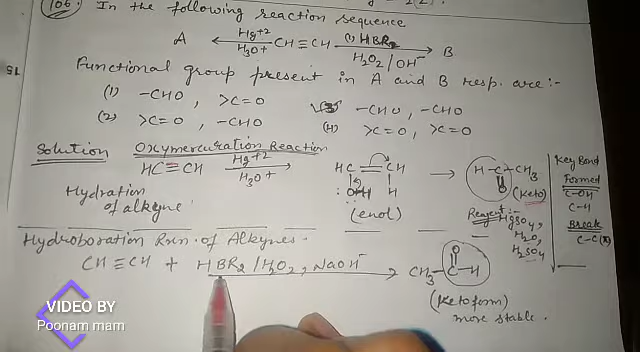 106. In the following reaction sequence
A ← Hg+2 / H3O+ CH≡CH (i) HBR2 / H2O2/OH- → B
Functional group present in A and B resp. are:-
(1) -CHO, >C=O
-CHO, -CHO
(2) >C=O, -CHO
(4) >C=O, >C=O
15
Solution Oxymercuration Reaction
HC≡CH Hg+2 / H3O+ → HC=CH → H-C-CH3
:OH H
O
(Keto)
Hydration
of alkyne
(enol)
Reagent:-
HgSO4,
H2O,
H2SO4
Key Bond
Formed
C-OH
C-H
Break
C-C(π)
Hydroboration Rxn. of Alkynes-
CH≡CH + HBR2/H2O2, NaOH- → CH3-C-H
O
(Keto form)
more stable.
VIDEO BY
Poonam mam